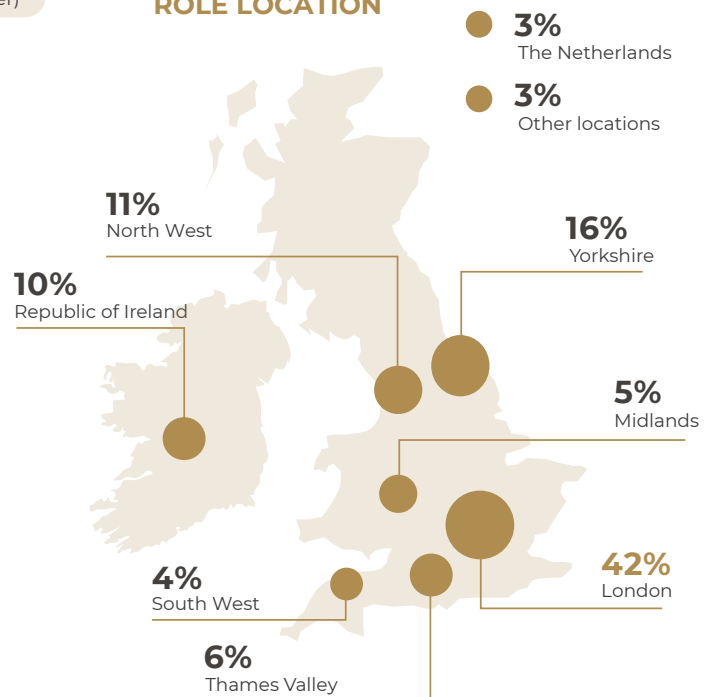 ROLE LOCATION
3%
The Netherlands
3%
Other locations
11%
North West
16%
Yorkshire
10%
Republic of Ireland
5%
Midlands
42%
London
4%
South West
6%
Thames Valley